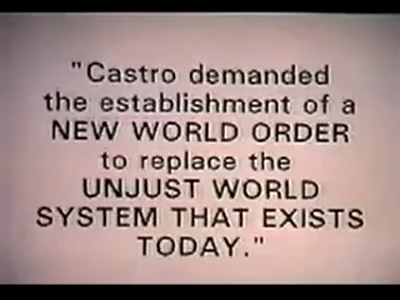 "Castro demanded
the establishment of a
NEW WORLD ORDER
to replace the
UNJUST WORLD
SYSTEM THAT EXISTS
TODAY."